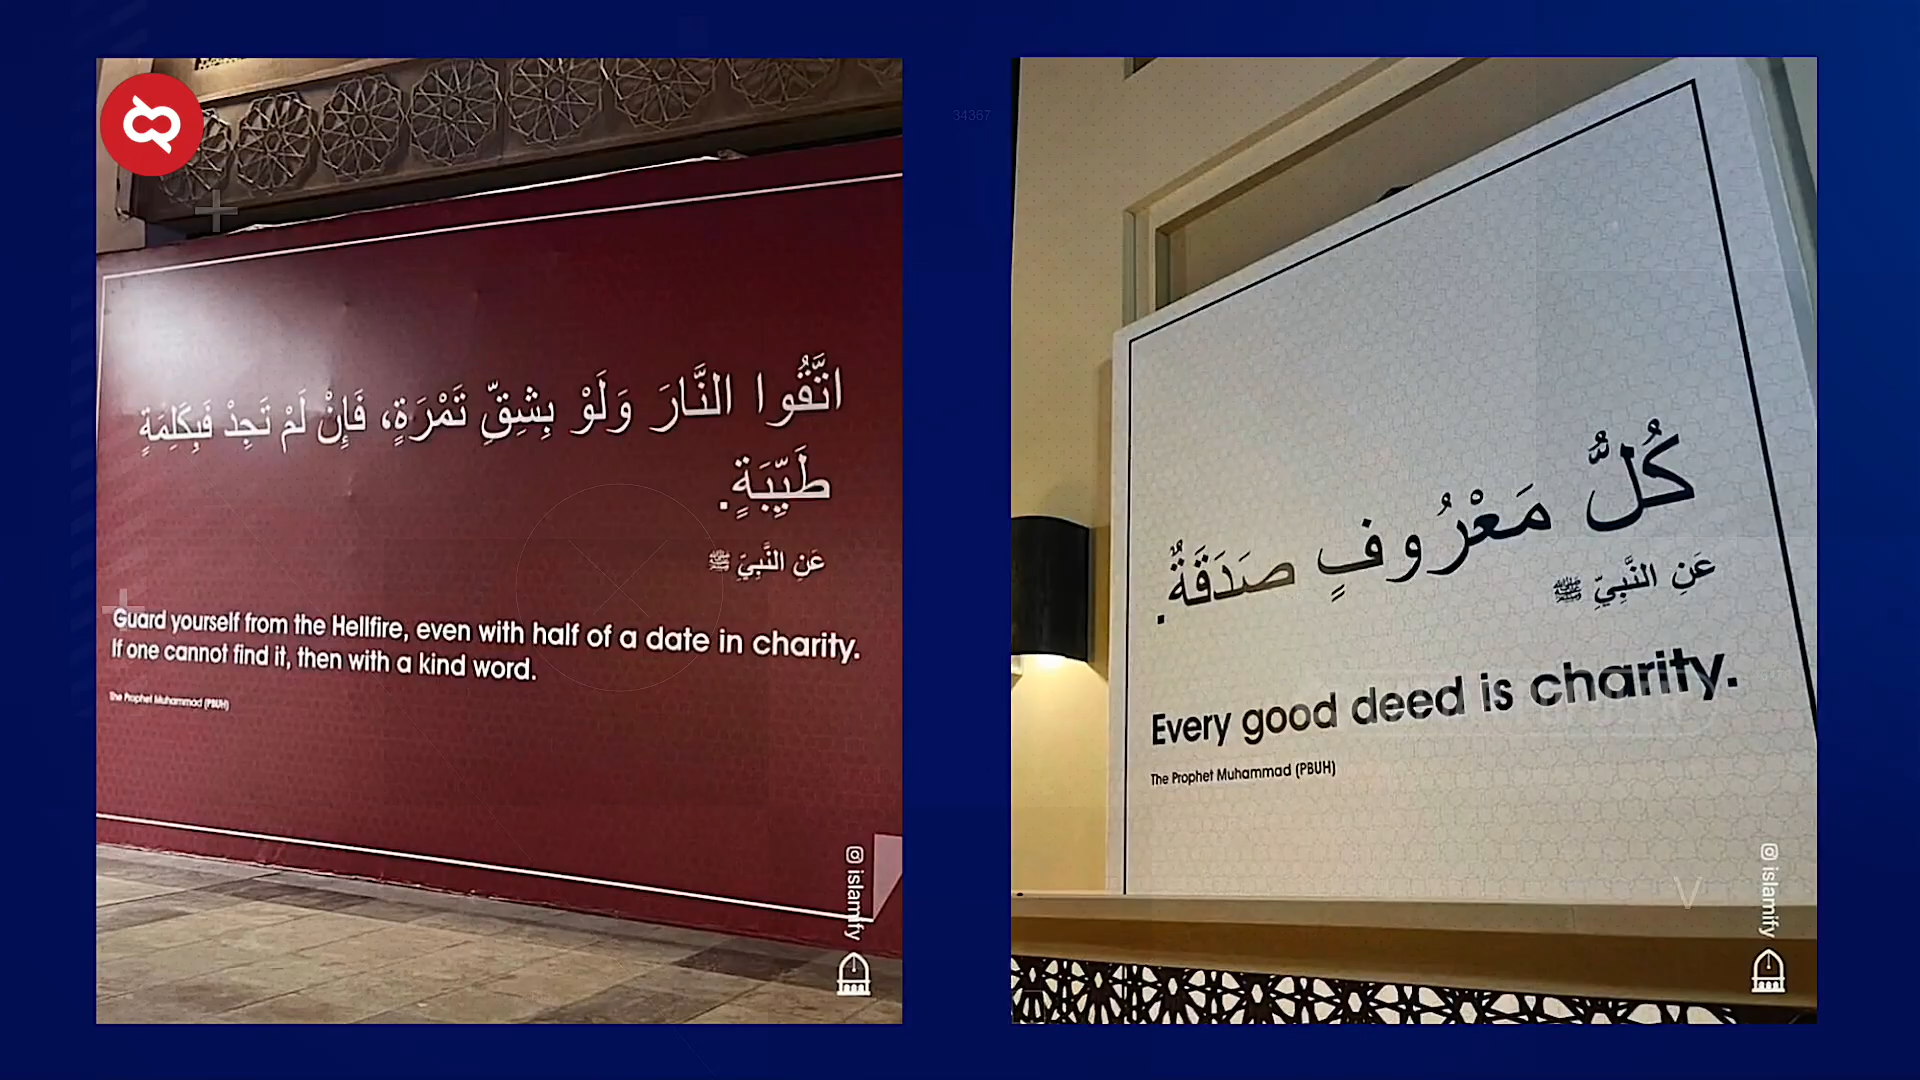 اتَّقُوا النَّارَ وَلَوْ بِشِقِّ تَمْرَةٍ، فَإِنْ لَمْ تَجِدْ فَبِكَلِمَةٍ
طَيِّبَةٍ.
عَنِ النَّبِيِّ ﷺ
Guard yourself from the Hellfire, even with half of a date in charity.
If one cannot find it, then with a kind word.
The Prophet Muhammad (PBUH)
islamify
34367
كُلُّ مَعْرُوفٍ صَدَقَةٌ.
عَنِ النَّبِيِّ ﷺ
Every good deed is charity.
The Prophet Muhammad (PBUH)
islamify